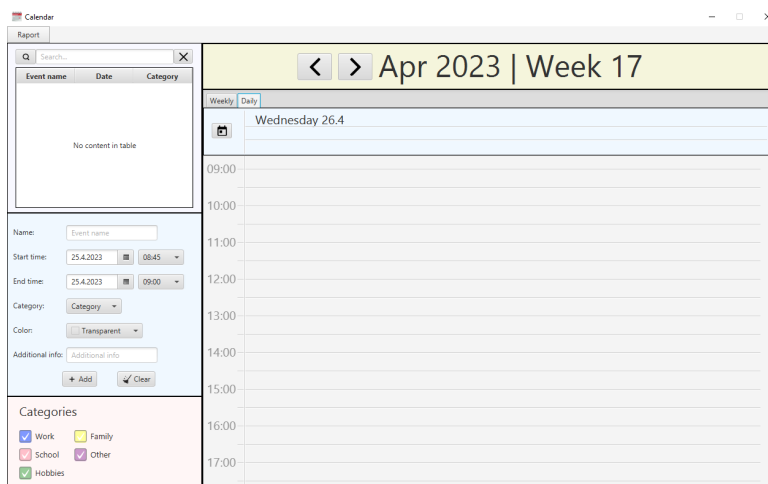 Calendar
Raport
Search...
Event name Date Category
No content in table
Name: Event name
Start time: 25.4.2023 08:45
End time: 25.4.2023 09:00
Category: Category
Color: Transparent
Additional info: Additional info
+ Add Clear
Categories
Work Family
School Other
Hobbies
Apr 2023 | Week 17
Weekly Daily
Wednesday 26.4
09:00
10:00
11:00
12:00
13:00
14:00
15:00
16:00
17:00